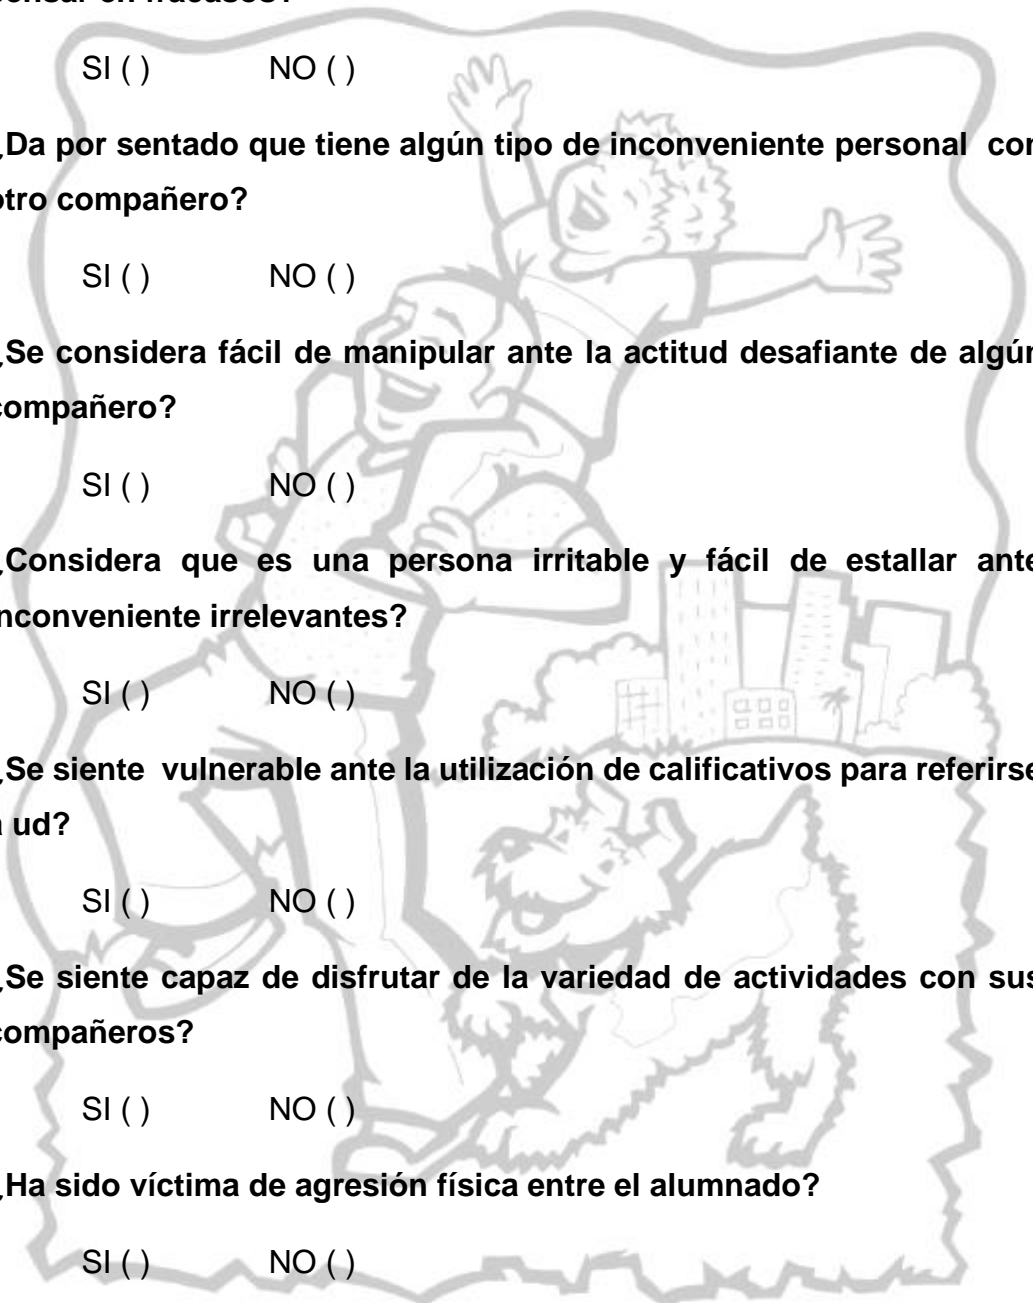 en fracasos?
SI ( ) NO ( )
¿Da por sentado que tiene algún tipo de inconveniente personal con
otro compañero?
SI ( ) NO ( )
¿Se considera fácil de manipular ante la actitud desafiante de algún
compañero?
SI ( ) NO ( )
¿Considera que es una persona irritable y fácil de estallar ante
inconveniente irrelevantes?
SI ( ) NO ( )
¿Se siente vulnerable ante la utilización de calificativos para referirse
a ud?
SI ( ) NO ( )
¿Se siente capaz de disfrutar de la variedad de actividades con sus
compañeros?
SI ( ) NO ( )
¿Ha sido víctima de agresión física entre el alumnado?
SI ( ) NO ( )